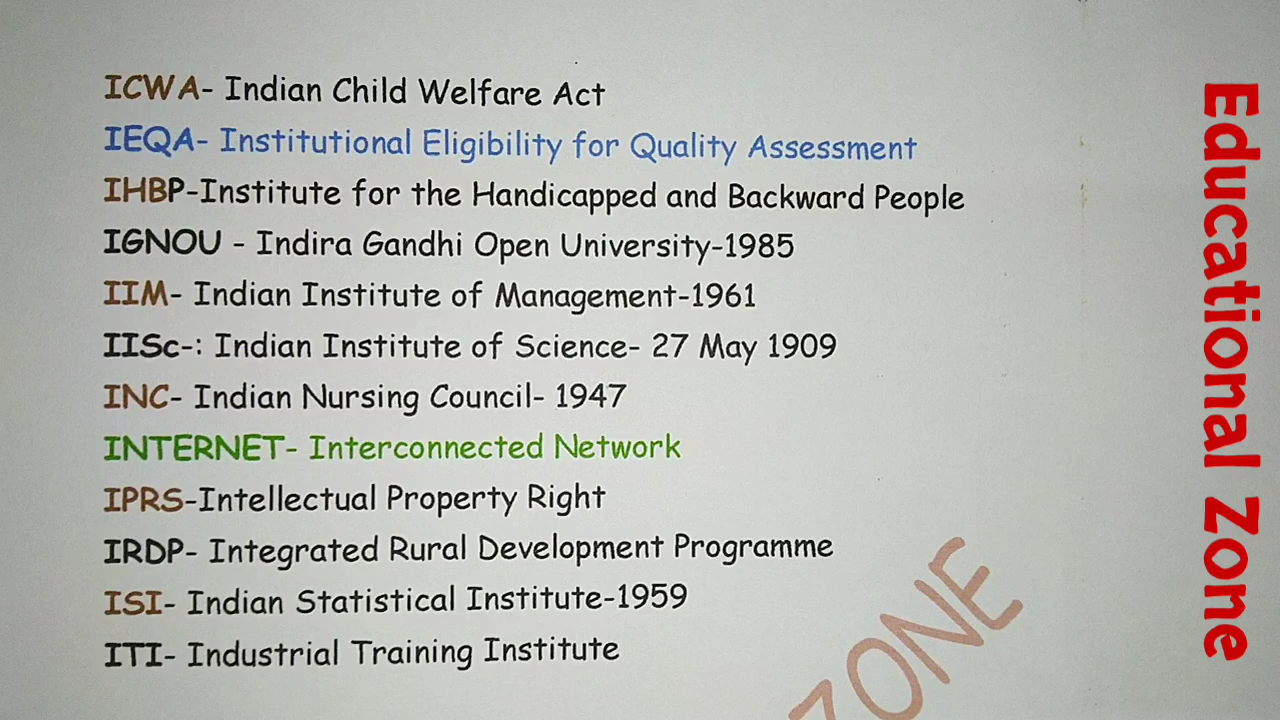 ICWA- Indian Child Welfare Act
IEQA- Institutional Eligibility for Quality Assessment
IHBP-Institute for the Handicapped and Backward People
IGNOU - Indira Gandhi Open University-1985
IIM- Indian Institute of Management-1961
IISc-: Indian Institute of Science- 27 May 1909
INC- Indian Nursing Council- 1947
INTERNET- Interconnected Network
IPRS-Intellectual Property Right
IRDP- Integrated Rural Development Programme
ISI- Indian Statistical Institute-1959
ITI- Industrial Training Institute
ZONE
Educational Zone